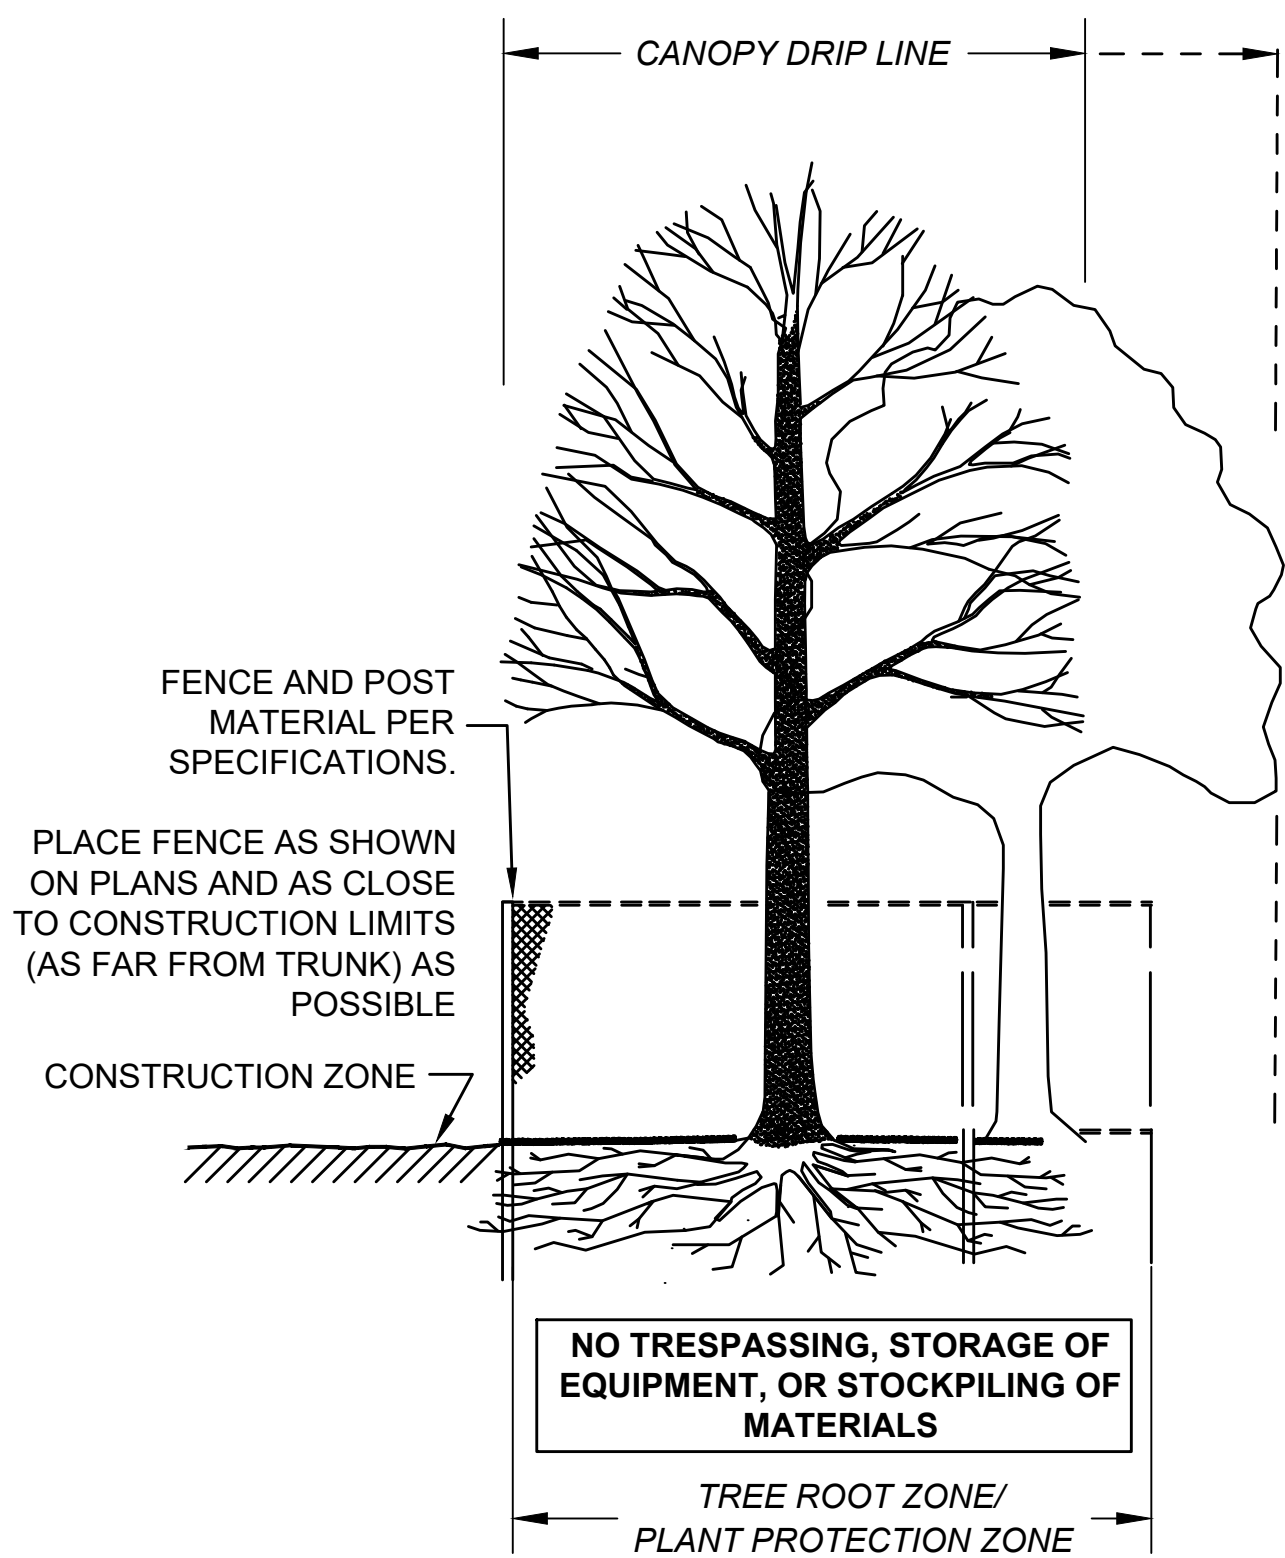 CANOPY DRIP LINE
FENCE AND POST
MATERIAL PER
SPECIFICATIONS.
PLACE FENCE AS SHOWN
ON PLANS AND AS CLOSE
TO CONSTRUCTION LIMITS
(AS FAR FROM TRUNK) AS
POSSIBLE
CONSTRUCTION ZONE
NO TRESPASSING, STORAGE OF
EQUIPMENT, OR STOCKPILING OF
MATERIALS
TREE ROOT ZONE/
PLANT PROTECTION ZONE